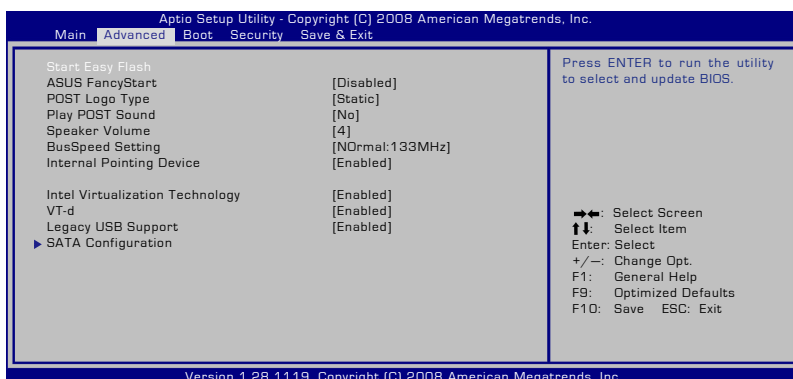 Aptio Setup Utility - Copyright (C) 2008 American Megatrends, Inc.
Main Advanced Boot Security Save & Exit
Start Easy Flash
ASUS FancyStart [Disabled]
POST Logo Type [Static]
Play POST Sound [No]
Speaker Volume [4]
BusSpeed Setting [NOrmal:133MHz]
Internal Pointing Device [Enabled]
Intel Virtualization Technology [Enabled]
VT-d [Enabled]
Legacy USB Support [Enabled]
SATA Configuration
Press ENTER to run the utility
to select and update BIOS.
→←: Select Screen
↑↓: Select Item
Enter: Select
+/—: Change Opt.
F1: General Help
F9: Optimized Defaults
F10: Save ESC: Exit
Version 1.28.1119. Copyright (C) 2008 American Megatrends, Inc.